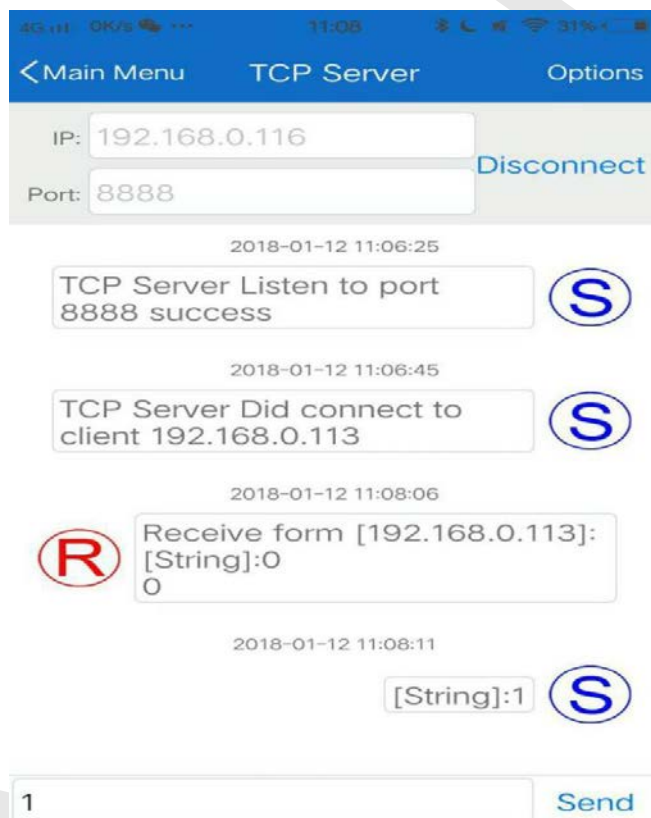 4G 0K/s 11:08 31%
Main Menu TCP Server Options
IP: 192.168.0.116
Disconnect
Port: 8888
2018-01-12 11:06:25
TCP Server Listen to port
8888 success
S
2018-01-12 11:06:45
TCP Server Did connect to
client 192.168.0.113
S
2018-01-12 11:08:06
R
Receive form [192.168.0.113]:
[String]:0
0
2018-01-12 11:08:11
[String]:1
S
1 Send